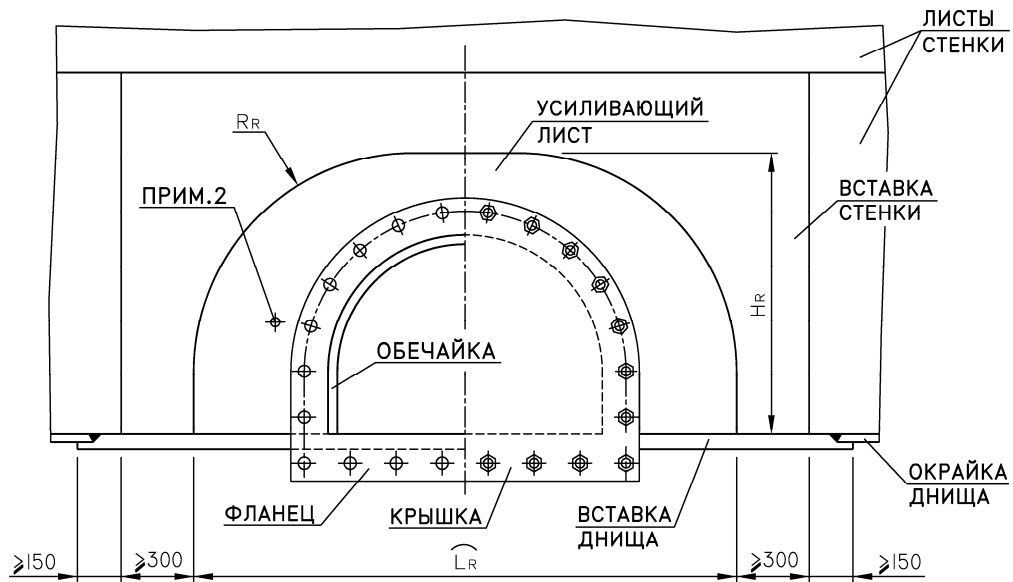 ЛИСТЫ
СТЕНКИ
УСИЛИВАЮЩИЙ
ЛИСТ
RR
ПРИМ.2
ВСТАВКА
СТЕНКИ
HR
ОБЕЧАЙКА
ОКРАЙКА
ДНИЩА
ФЛАНЕЦ
КРЫШКА
ВСТАВКА
ДНИЩА
⩾150 ⩾300 LR ⩾300 ⩾150